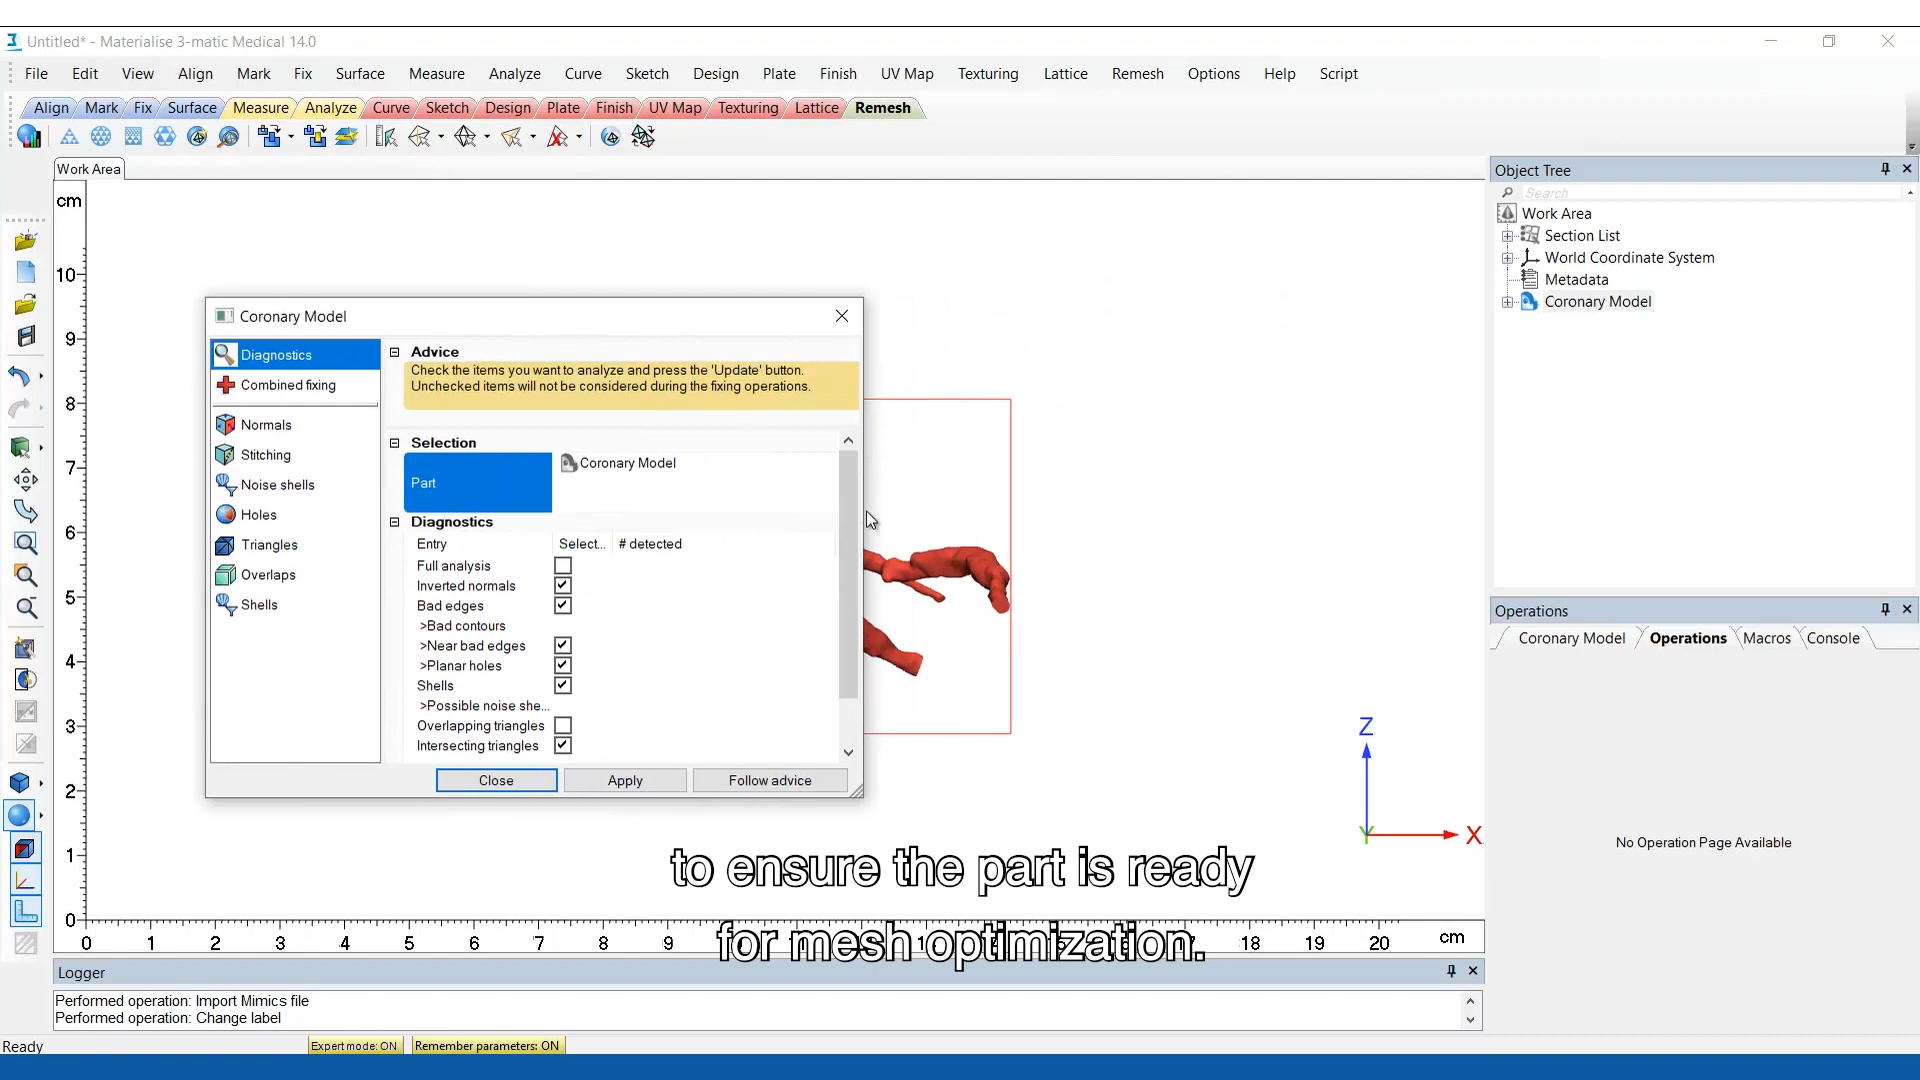 Untitled* - Materialise 3-matic Medical 14.0
File Edit View Align Mark Fix Surface Measure Analyze Curve Sketch Design Plate Finish UV Map Texturing Lattice Remesh Options Help Script
Align Mark Fix Surface Measure Analyze Curve Sketch Design Plate Finish UV Map Texturing Lattice Remesh
Work Area
cm
10
9
8
7
6
5
4
3
2
1
0
0 1 2 3 4 5 6 7 8 9 10 18 19 20 cm
Coronary Model
Diagnostics
Combined fixing
Normals
Stitching
Noise shells
Holes
Triangles
Overlaps
Shells
Advice
Check the items you want to analyze and press the 'Update' button.
Unchecked items will not be considered during the fixing operations.
Selection
Part
Coronary Model
Diagnostics
Entry Select... # detected
Full analysis
Inverted normals
Bad edges
>Bad contours
>Near bad edges
>Planar holes
Shells
>Possible noise she...
Overlapping triangles
Intersecting triangles
Close Apply Follow advice
Z
Y
X
to ensure the part is ready
for mesh optimization.
Object Tree
Search
Work Area
Section List
World Coordinate System
Metadata
Coronary Model
Operations
Coronary Model Operations Macros Console
No Operation Page Available
Logger
Performed operation: Import Mimics file
Performed operation: Change label
Ready
Expert mode: ON
Remember parameters: ON